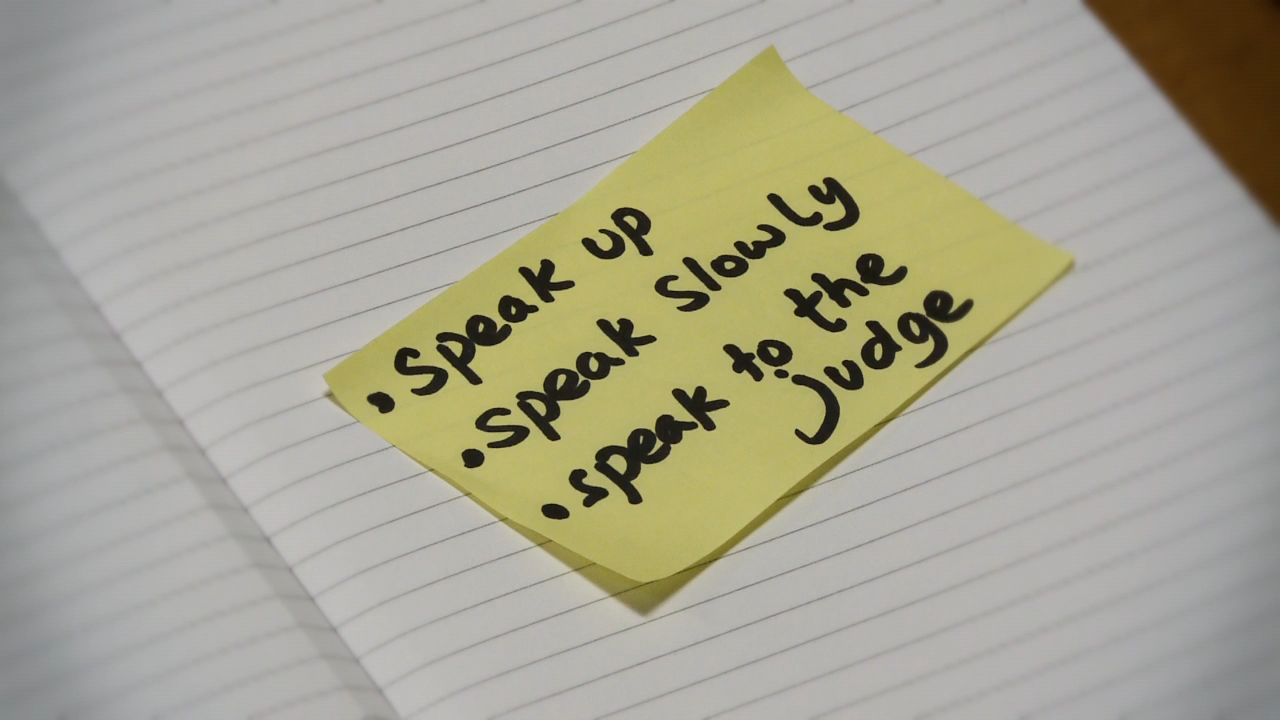 • Speak up
• Speak Slowly
• speak to the
judge